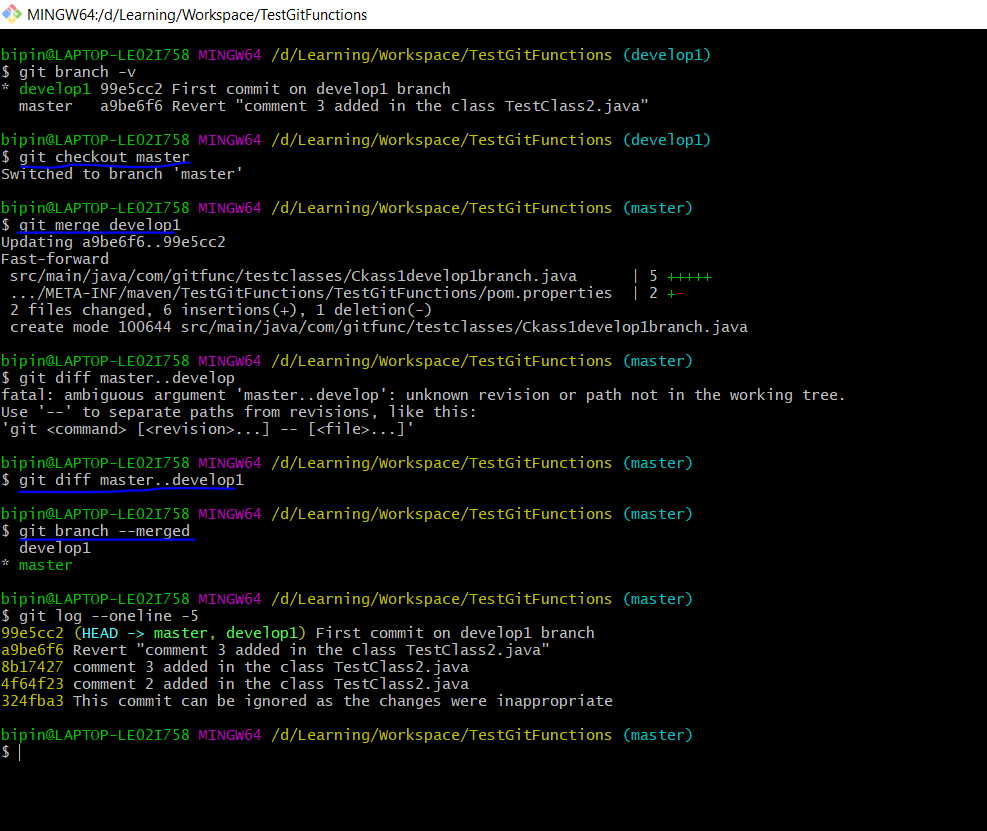 MINGW64:/d/Learning/Workspace/TestGitFunctions
bipin@LAPTOP-LE02I758 MINGW64 /d/Learning/Workspace/TestGitFunctions (develop1)
$ git branch -v
* develop1 99e5cc2 First commit on develop1 branch
  master   a9be6f6 Revert "comment 3 added in the class TestClass2.java"
bipin@LAPTOP-LE02I758 MINGW64 /d/Learning/Workspace/TestGitFunctions (develop1)
$ git checkout master
Switched to branch 'master'
bipin@LAPTOP-LE02I758 MINGW64 /d/Learning/Workspace/TestGitFunctions (master)
$ git merge develop1
Updating a9be6f6..99e5cc2
Fast-forward
 src/main/java/com/gitfunc/testclasses/Ckass1develop1branch.java      | 5 +++++
 .../META-INF/maven/TestGitFunctions/TestGitFunctions/pom.properties  | 2 +-
 2 files changed, 6 insertions(+), 1 deletion(-)
 create mode 100644 src/main/java/com/gitfunc/testclasses/Ckass1develop1branch.java
bipin@LAPTOP-LE02I758 MINGW64 /d/Learning/Workspace/TestGitFunctions (master)
$ git diff master..develop
fatal: ambiguous argument 'master..develop': unknown revision or path not in the working tree.
Use '--' to separate paths from revisions, like this:
'git <command> [<revision>...] -- [<file>...]'
bipin@LAPTOP-LE02I758 MINGW64 /d/Learning/Workspace/TestGitFunctions (master)
$ git diff master..develop1
bipin@LAPTOP-LE02I758 MINGW64 /d/Learning/Workspace/TestGitFunctions (master)
$ git branch --merged
  develop1
* master
bipin@LAPTOP-LE02I758 MINGW64 /d/Learning/Workspace/TestGitFunctions (master)
$ git log --oneline -5
99e5cc2 (HEAD -> master, develop1) First commit on develop1 branch
a9be6f6 Revert "comment 3 added in the class TestClass2.java"
8b17427 comment 3 added in the class TestClass2.java
4f64f23 comment 2 added in the class TestClass2.java
324fba3 This commit can be ignored as the changes were inappropriate
bipin@LAPTOP-LE02I758 MINGW64 /d/Learning/Workspace/TestGitFunctions (master)
$